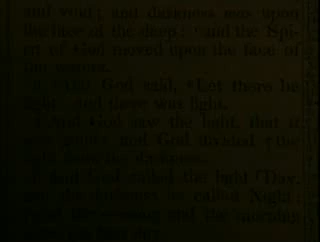 and void; and darkness was upon
the face of the deep: and the Spi-
rit of God moved upon the face of
the waters.
And God said, Let there be
light: and there was light.
And God saw the light, that it
was good: and God divided the
light from the darkness.
And God called the light Day,
and the darkness he called Night:
the evening and the morning
first day.